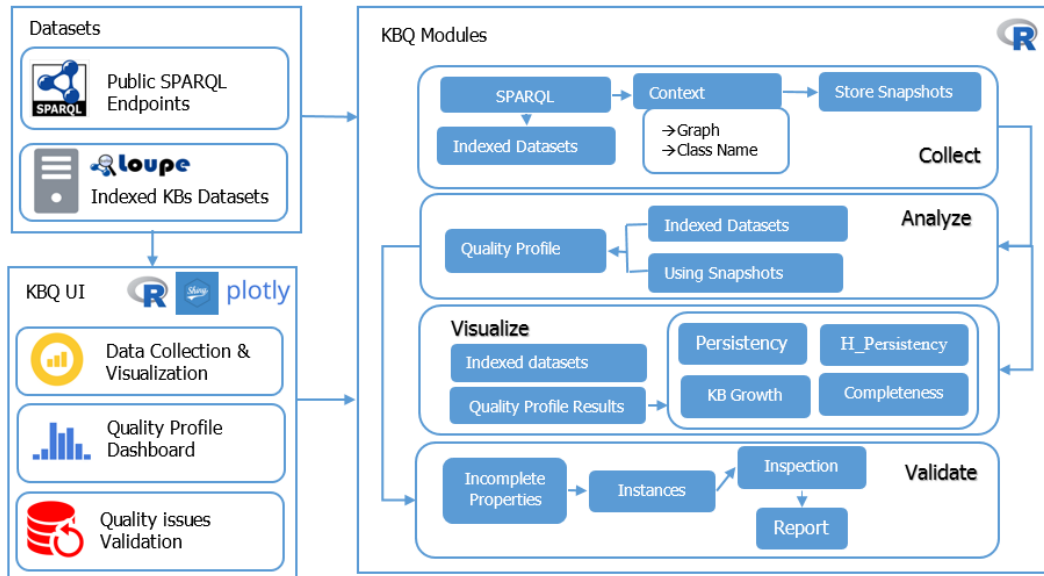 Datasets
SPARQL
Public SPARQL
Endpoints
Loupe
Indexed KBs Datasets
KBQ UI
R
Shiny
plotly
Data Collection &
Visualization
Quality Profile
Dashboard
Quality issues
Validation
KBQ Modules
R
SPARQL
Context
Store Snapshots
Indexed Datasets
→Graph
→Class Name
Collect
Analyze
Quality Profile
Indexed Datasets
Using Snapshots
Visualize
Indexed datasets
Quality Profile Results
Persistency
H_Persistency
KB Growth
Completeness
Validate
Incomplete
Properties
Instances
Inspection
Report